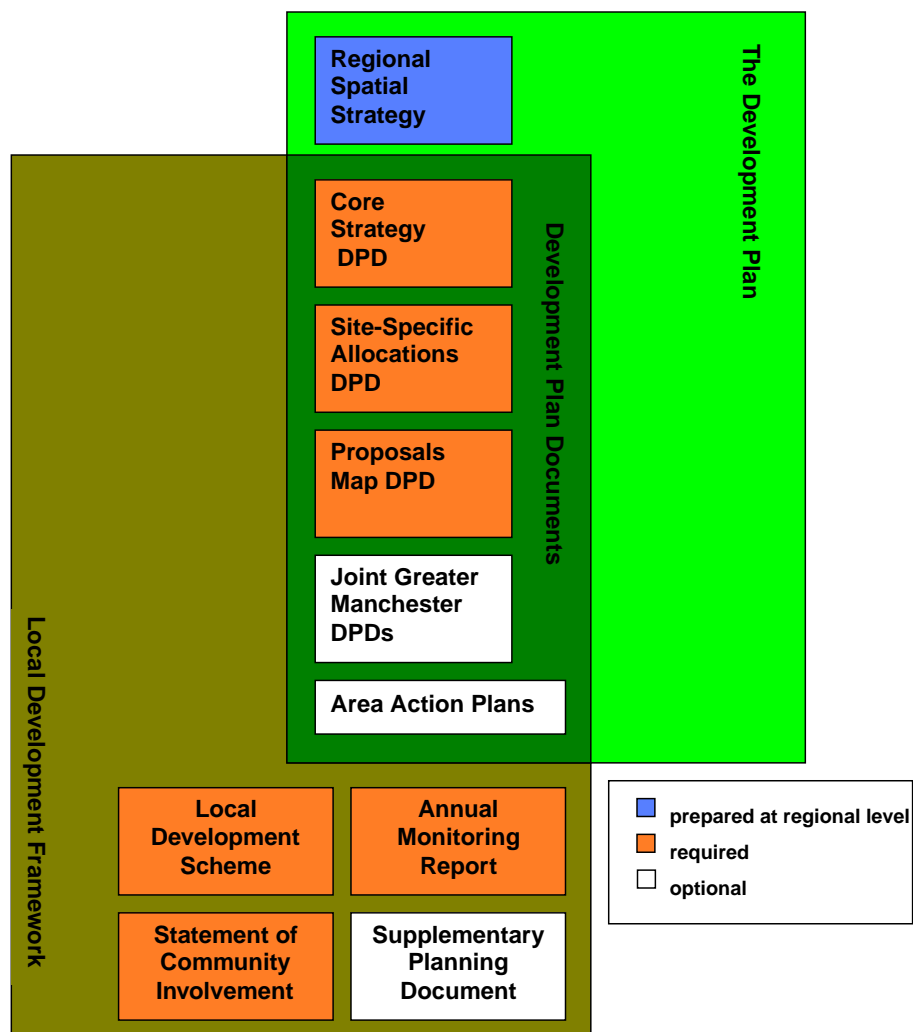 Regional
Spatial
Strategy
The Development Plan
Core
Strategy
DPD
Site-Specific
Allocations
DPD
Proposals
Map DPD
Joint Greater
Manchester
DPDs
Area Action Plans
Development Plan Documents
Local Development Framework
Local
Development
Scheme
Annual
Monitoring
Report
Statement of
Community
Involvement
Supplementary
Planning
Document
prepared at regional level
required
optional